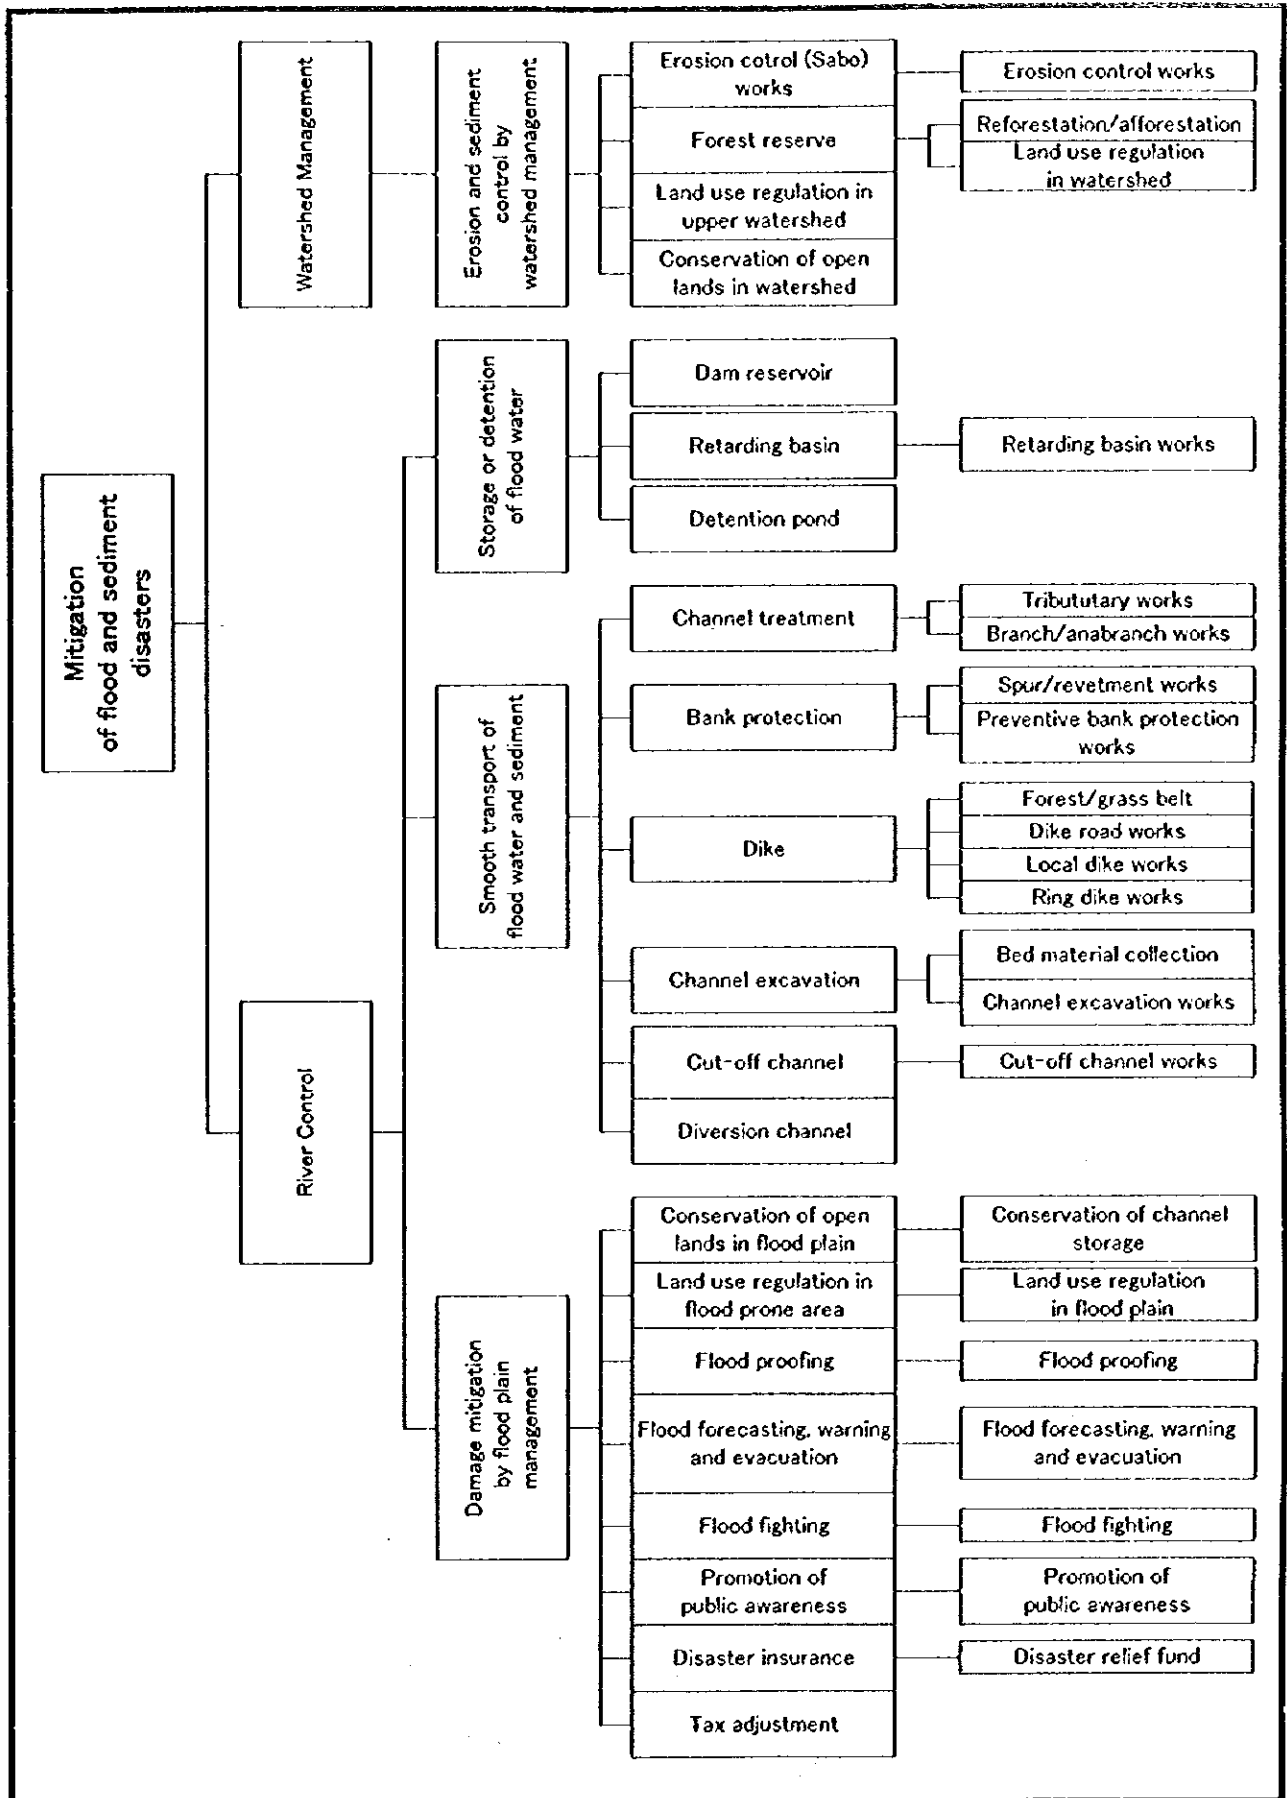 Mitigation
of flood and sediment
disasters
Watershed Management
River Control
Erosion and sediment
control by
watershed management
Storage or detention
of flood water
Smooth transport of
flood water and sediment
Damage mitigation
by flood plain
management
Erosion cotrol (Sabo)
works
Forest reserve
Land use regulation in
upper watershed
Conservation of open
lands in watershed
Dam reservoir
Retarding basin
Detention pond
Channel treatment
Bank protection
Dike
Channel excavation
Cut-off channel
Diversion channel
Conservation of open
lands in flood plain
Land use regulation in
flood prone area
Flood proofing
Flood forecasting, warning
and evacuation
Flood fighting
Promotion of
public awareness
Disaster insurance
Tax adjustment
Erosion control works
Reforestation/afforestation
Land use regulation
in watershed
Retarding basin works
Tribututary works
Branch/anabranch works
Spur/revetment works
Preventive bank protection
works
Forest/grass belt
Dike road works
Local dike works
Ring dike works
Bed material collection
Channel excavation works
Cut-off channel works
Conservation of channel
storage
Land use regulation
in flood plain
Flood proofing
Flood forecasting, warning
and evacuation
Flood fighting
Promotion of
public awareness
Disaster relief fund